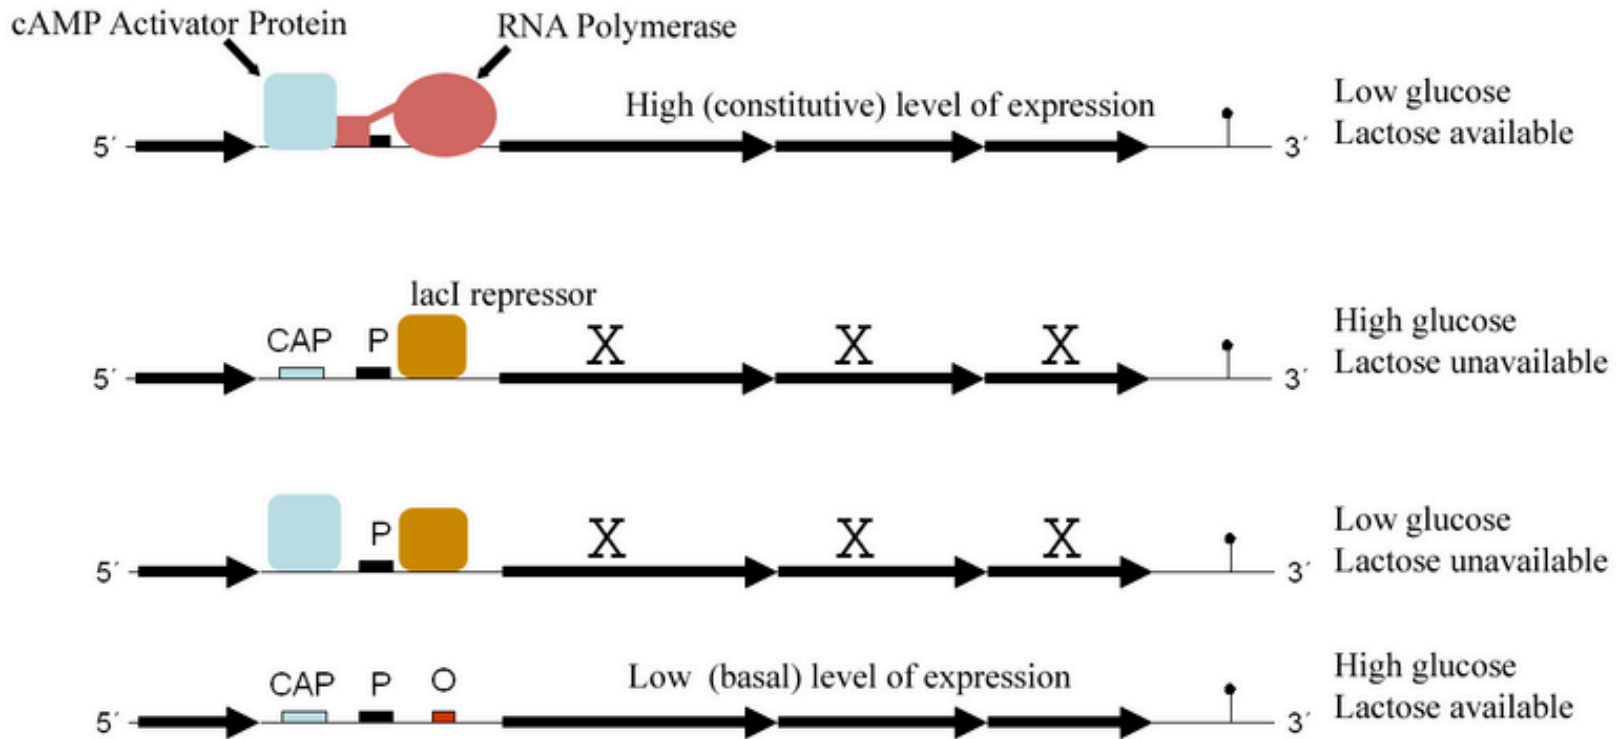 cAMP Activator Protein
RNA Polymerase
High (constitutive) level of expression
Low glucose
Lactose available
5´
3´
lacI repressor
CAP P X X X
High glucose
Lactose unavailable
5´
3´
P X X X
Low glucose
Lactose unavailable
5´
3´
CAP P O
Low (basal) level of expression
High glucose
Lactose available
5´
3´